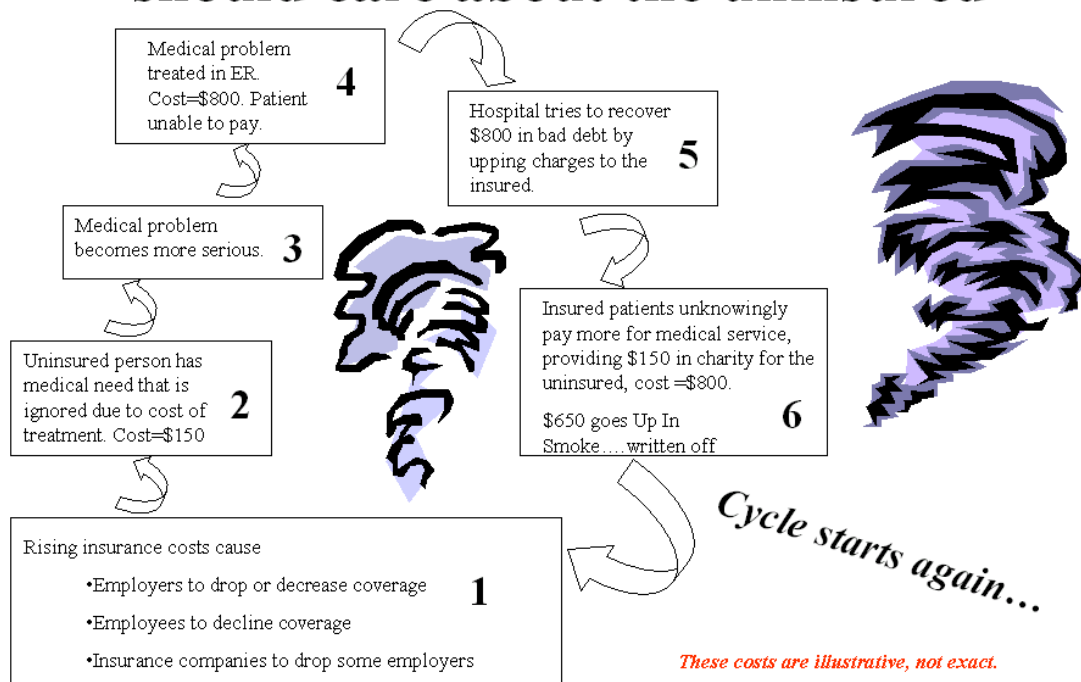 should care about the uninsured
Medical problem
treated in ER.
Cost=$800. Patient
unable to pay.
4
Hospital tries to recover
$800 in bad debt by
upping charges to the
insured.
5
Medical problem
becomes more serious.
3
Insured patients unknowingly
pay more for medical service,
providing $150 in charity for the
uninsured, cost =$800.
$650 goes Up In
Smoke....written off
6
Uninsured person has
medical need that is
ignored due to cost of
treatment. Cost=$150
2
Rising insurance costs cause
•Employers to drop or decrease coverage
•Employees to decline coverage
•Insurance companies to drop some employers
1
Cycle starts again...
These costs are illustrative, not exact.